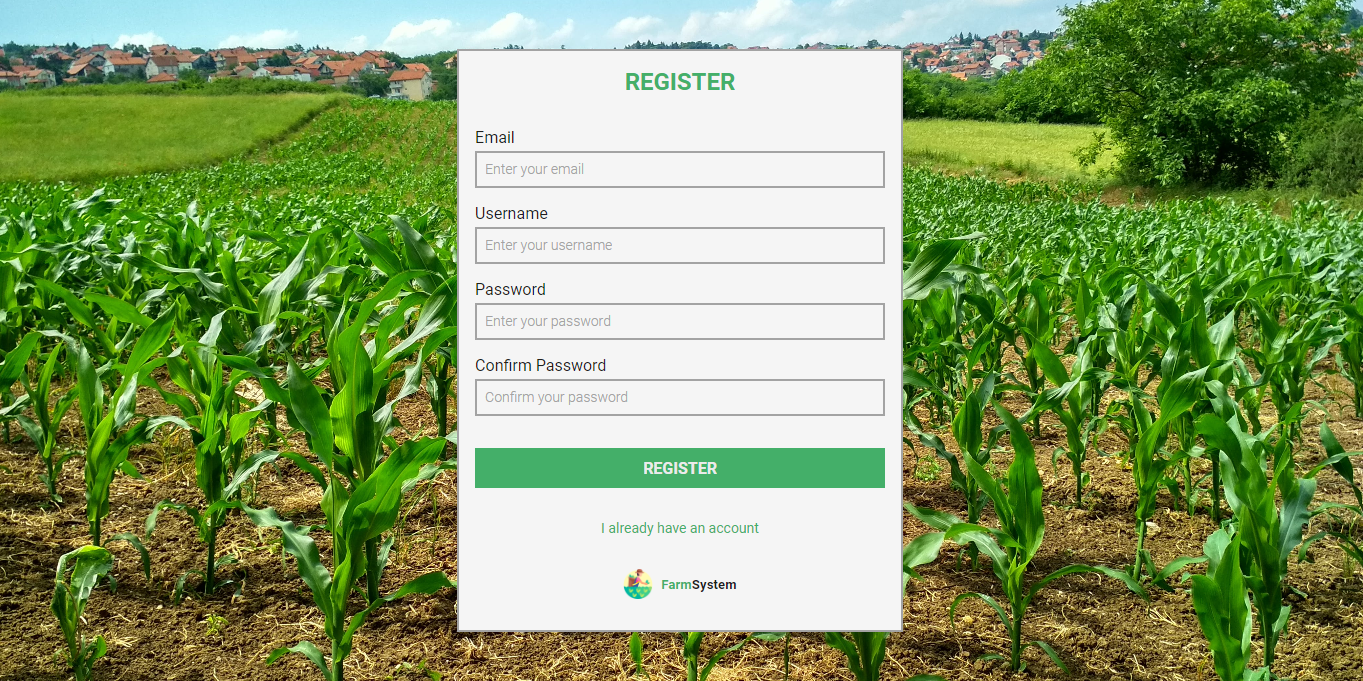 REGISTER
Email
Enter your email
Username
Enter your username
Password
Enter your password
Confirm Password
Confirm your password
REGISTER
I already have an account
FarmSystem